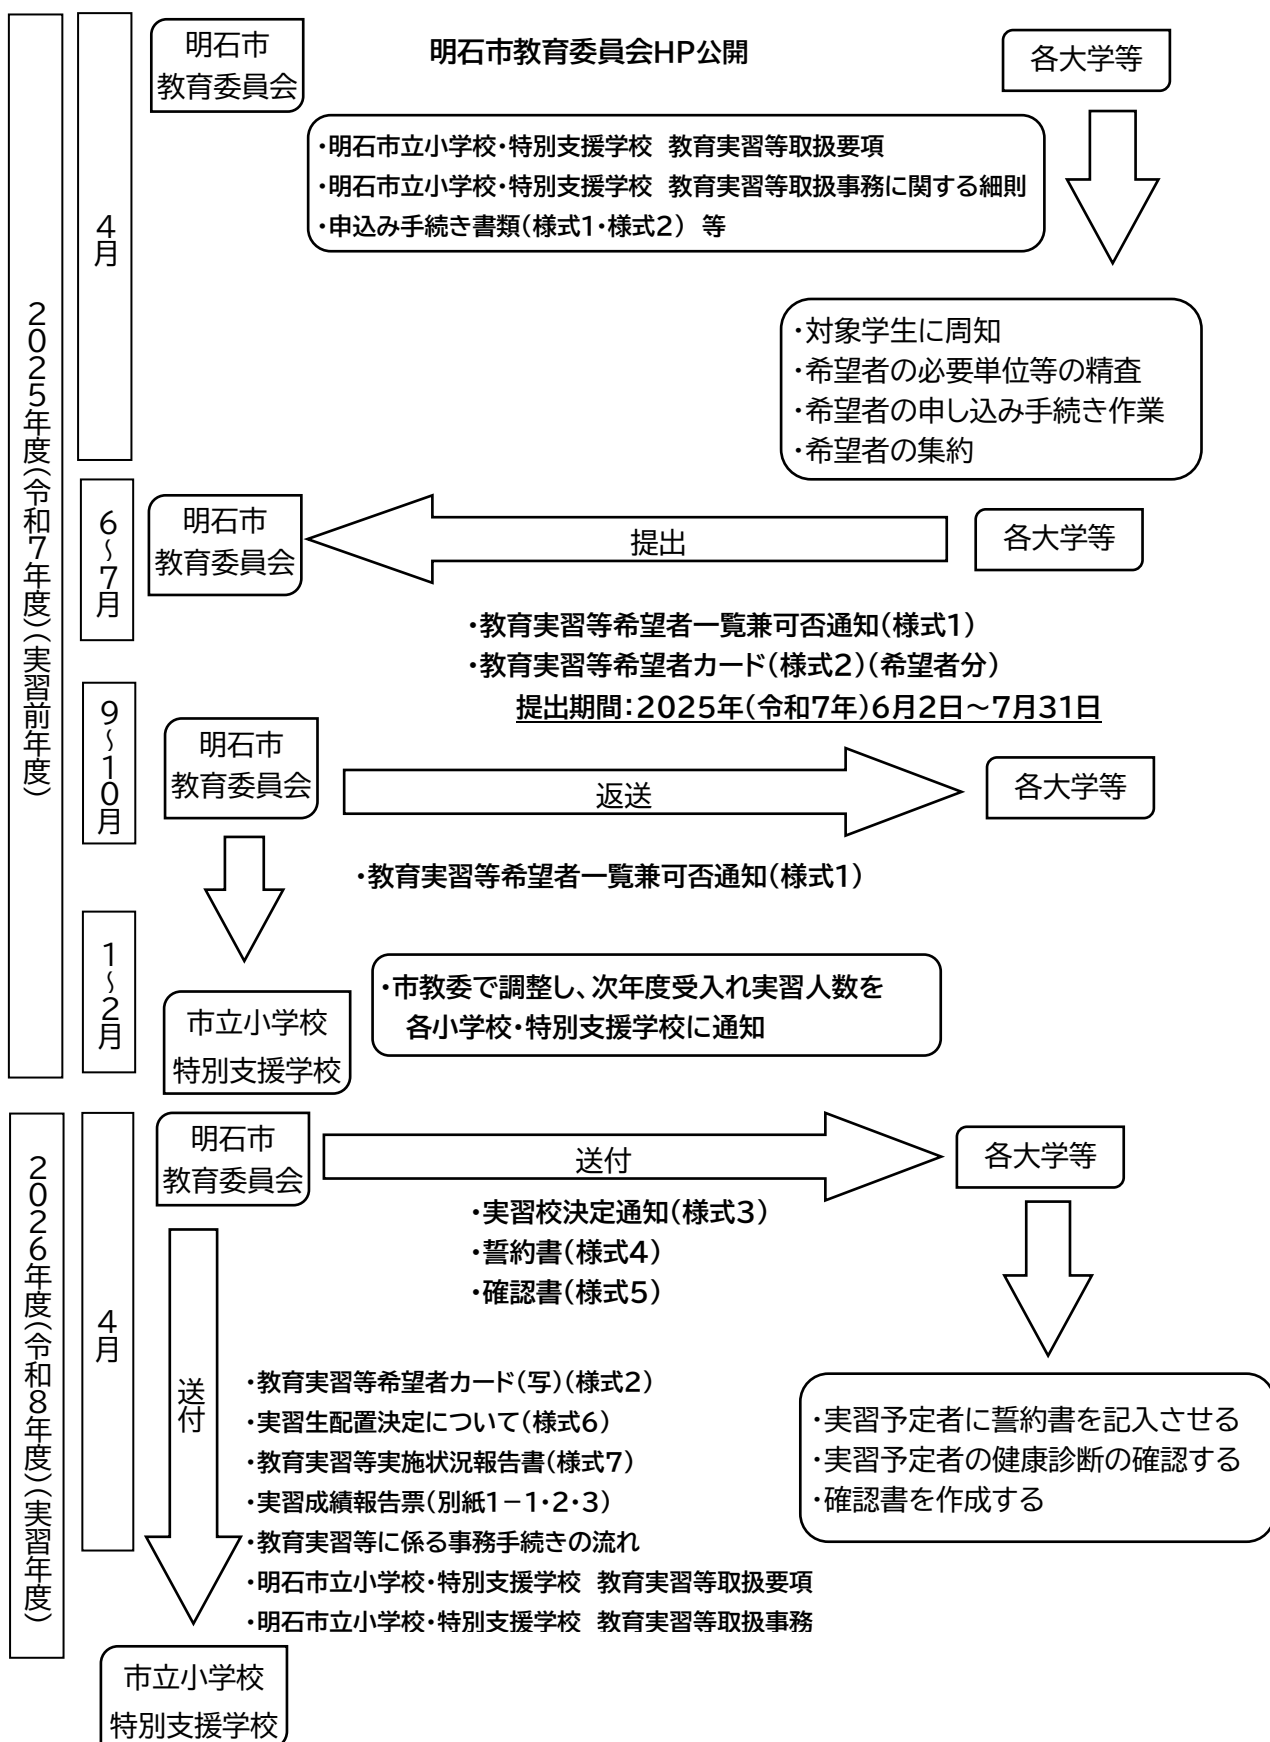 2025年度(令和7年度)(実習前年度)
4月
明石市
教育委員会
明石市教育委員会HP公開
各大学等
・明石市立小学校・特別支援学校 教育実習等取扱要項
・明石市立小学校・特別支援学校 教育実習等取扱事務に関する細則
・申込み手続き書類(様式1・様式2) 等
・対象学生に周知
・希望者の必要単位等の精査
・希望者の申し込み手続き作業
・希望者の集約
6～7月
明石市
教育委員会
提出
各大学等
・教育実習等希望者一覧兼可否通知(様式1)
・教育実習等希望者カード(様式2)(希望者分)
提出期間：2025年(令和7年)6月2日～7月31日
9～10月
明石市
教育委員会
返送
各大学等
・教育実習等希望者一覧兼可否通知(様式1)
1～2月
市立小学校
特別支援学校
・市教委で調整し、次年度受入れ実習人数を
各小学校・特別支援学校に通知
2026年度(令和8年度)(実習年度)
4月
明石市
教育委員会
送付
各大学等
・実習校決定通知(様式3)
・誓約書(様式4)
・確認書(様式5)
送付
・教育実習等希望者カード(写)(様式2)
・実習生配置決定について(様式6)
・教育実習等実施状況報告書(様式7)
・実習成績報告票(別紙1－1・2・3)
・教育実習等に係る事務手続きの流れ
・明石市立小学校・特別支援学校 教育実習等取扱要項
・明石市立小学校・特別支援学校 教育実習等取扱事務
・実習予定者に誓約書を記入させる
・実習予定者の健康診断の確認する
・確認書を作成する
市立小学校
特別支援学校